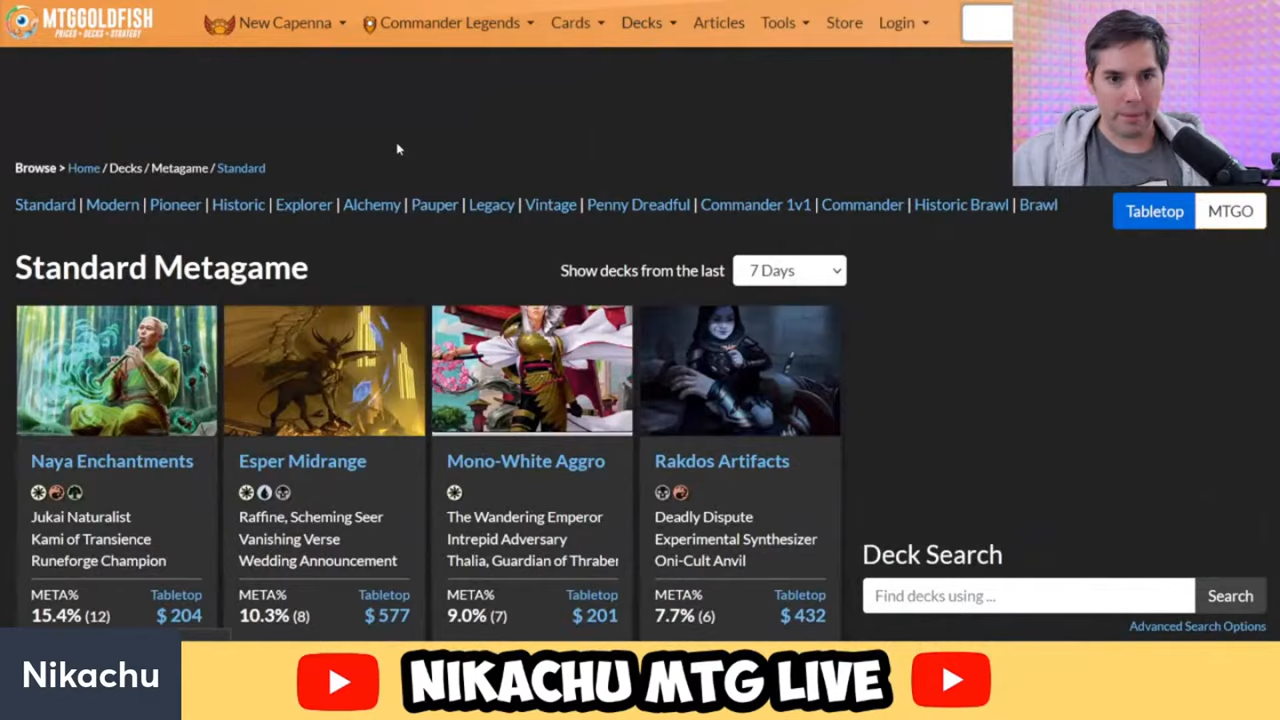 MTGGOLDFISH
PRICES • DECKS • STRATEGY
New Capenna
Commander Legends
Cards
Decks
Articles
Tools
Store
Login
Browse > Home / Decks / Metagame / Standard
Standard | Modern | Pioneer | Historic | Explorer | Alchemy | Pauper | Legacy | Vintage | Penny Dreadful | Commander 1v1 | Commander | Historic Brawl | Brawl
Tabletop
MTGO
Standard Metagame
Show decks from the last
7 Days
Naya Enchantments
Jukai Naturalist
Kami of Transience
Runeforge Champion
META%
Tabletop
15.4% (12)
$ 204
Esper Midrange
Raffine, Scheming Seer
Vanishing Verse
Wedding Announcement
META%
Tabletop
10.3% (8)
$ 577
Mono-White Aggro
The Wandering Emperor
Intrepid Adversary
Thalia, Guardian of Thraber
META%
Tabletop
9.0% (7)
$ 201
Rakdos Artifacts
Deadly Dispute
Experimental Synthesizer
Oni-Cult Anvil
META%
Tabletop
7.7% (6)
$ 432
Deck Search
Find decks using ...
Search
Advanced Search Options
Nikachu
NIKACHU MTG LIVE